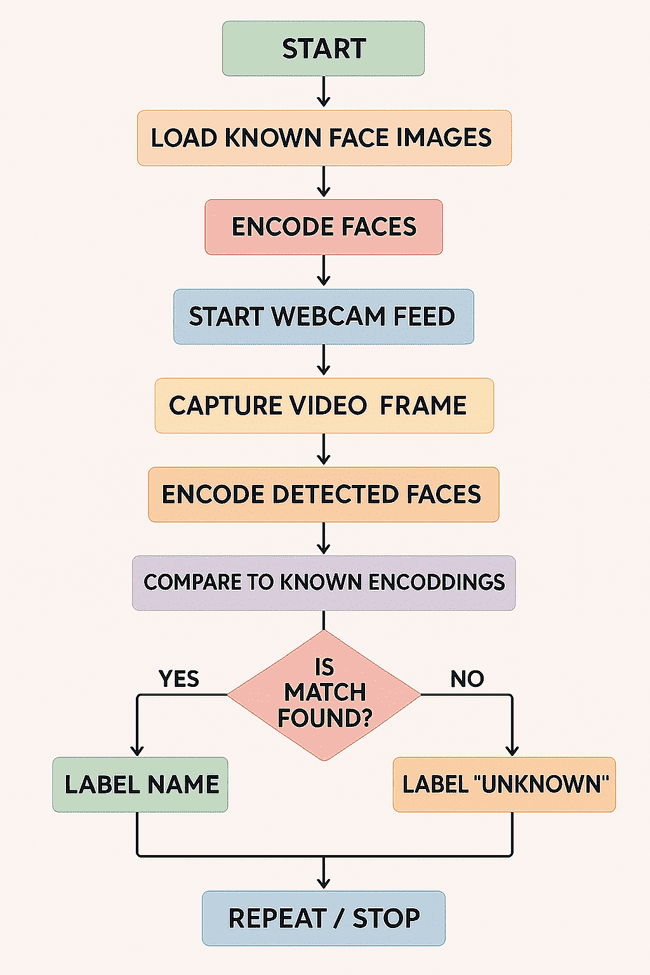 START
LOAD KNOWN FACE IMAGES
ENCODE FACES
START WEBCAM FEED
CAPTURE VIDEO FRAME
ENCODE DETECTED FACES
COMPARE TO KNOWN ENCODDINGS
IS
MATCH
FOUND?
YES
NO
LABEL NAME
LABEL "UNKNOWN"
REPEAT / STOP